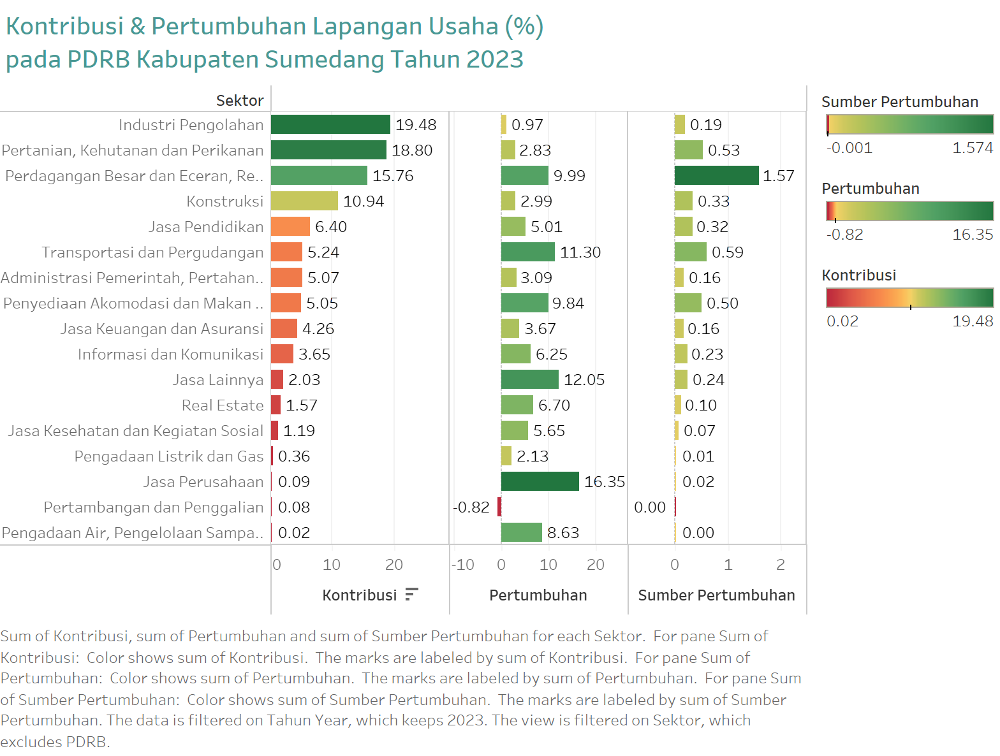 Kontribusi & Pertumbuhan Lapangan Usaha (%)
pada PDRB Kabupaten Sumedang Tahun 2023
Sektor
Industri Pengolahan 19.48 0.97 0.19
Pertanian, Kehutanan dan Perikanan 18.80 2.83 0.53
Perdagangan Besar dan Eceran, Re.. 15.76 9.99 1.57
Konstruksi 10.94 2.99 0.33
Jasa Pendidikan 6.40 5.01 0.32
Transportasi dan Pergudangan 5.24 11.30 0.59
Administrasi Pemerintah, Pertahan.. 5.07 3.09 0.16
Penyediaan Akomodasi dan Makan .. 5.05 9.84 0.50
Jasa Keuangan dan Asuransi 4.26 3.67 0.16
Informasi dan Komunikasi 3.65 6.25 0.23
Jasa Lainnya 2.03 12.05 0.24
Real Estate 1.57 6.70 0.10
Jasa Kesehatan dan Kegiatan Sosial 1.19 5.65 0.07
Pengadaan Listrik dan Gas 0.36 2.13 0.01
Jasa Perusahaan 0.09 16.35 0.02
Pertambangan dan Penggalian 0.08 -0.82 0.00
Pengadaan Air, Pengelolaan Sampa.. 0.02 8.63 0.00
0 10 20 -10 0 10 20 0 1 2
Kontribusi Pertumbuhan Sumber Pertumbuhan
Sumber Pertumbuhan
-0.001 1.574
Pertumbuhan
-0.82 16.35
Kontribusi
0.02 19.48
Sum of Kontribusi, sum of Pertumbuhan and sum of Sumber Pertumbuhan for each Sektor.  For pane Sum of
Kontribusi:  Color shows sum of Kontribusi.  The marks are labeled by sum of Kontribusi.  For pane Sum of
Pertumbuhan:  Color shows sum of Pertumbuhan.  The marks are labeled by sum of Pertumbuhan.  For pane Sum
of Sumber Pertumbuhan:  Color shows sum of Sumber Pertumbuhan.  The marks are labeled by sum of Sumber
Pertumbuhan. The data is filtered on Tahun Year, which keeps 2023. The view is filtered on Sektor, which
excludes PDRB.